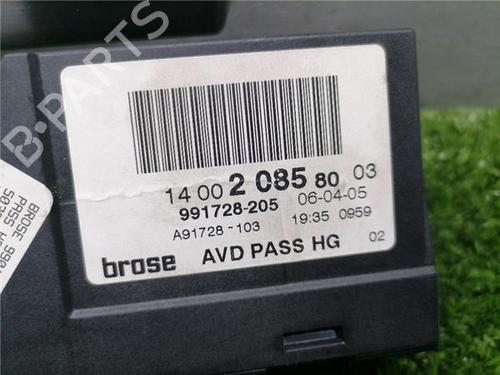 14 00 2 085 80 03
991728-205 06-04-05
A91728-103 19:35 0959
brose AVD PASS HG 02
BROSE
PASS
B-PARTS